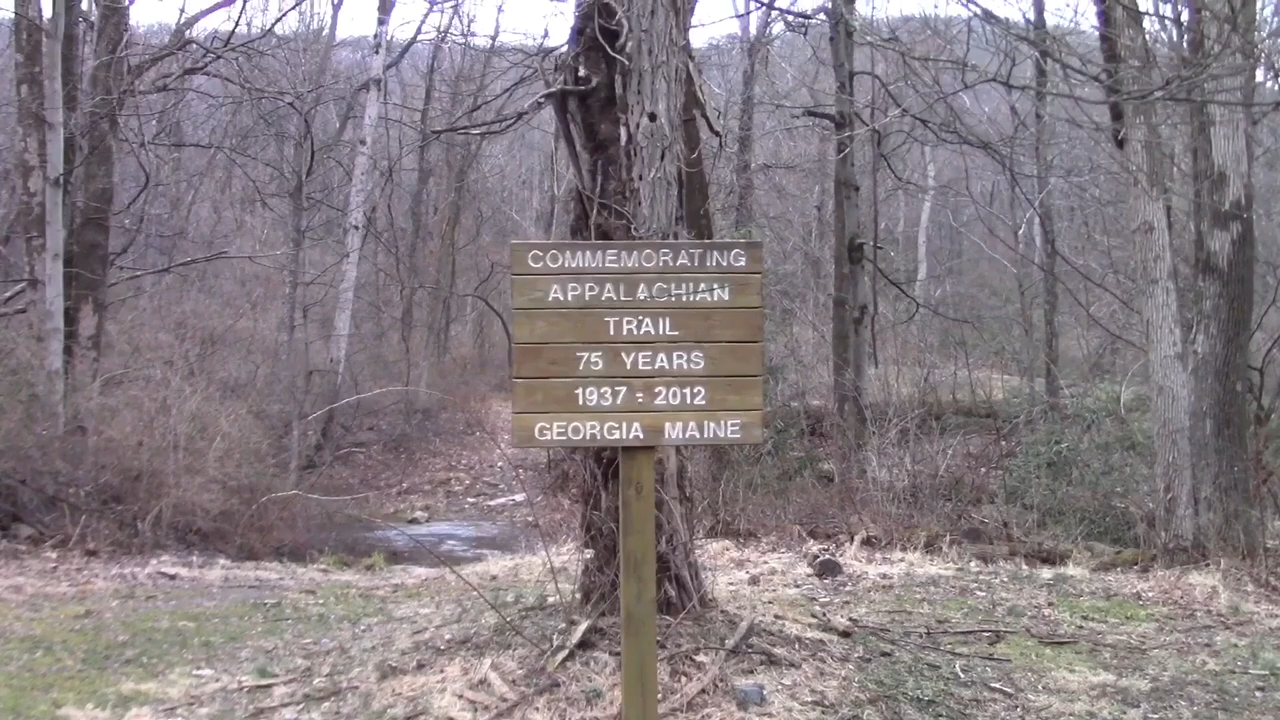 COMMEMORATING
APPALACHIAN
TRAIL
75 YEARS
1937 - 2012
GEORGIA MAINE